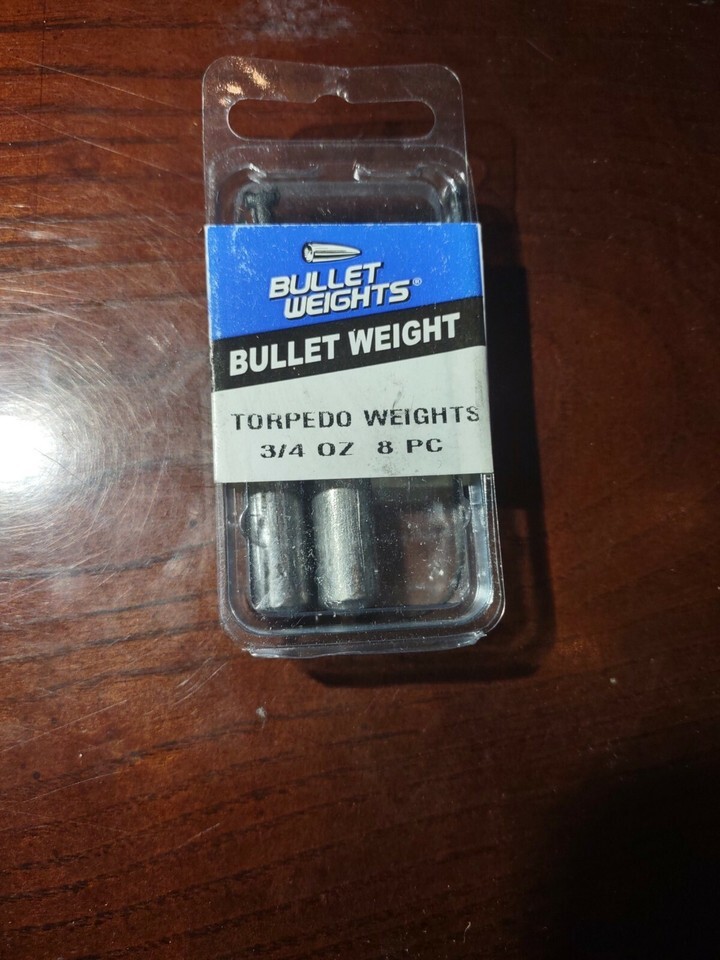 BULLET
WEIGHTS®
BULLET WEIGHT
TORPEDO WEIGHTS
3/4 OZ 8 PC